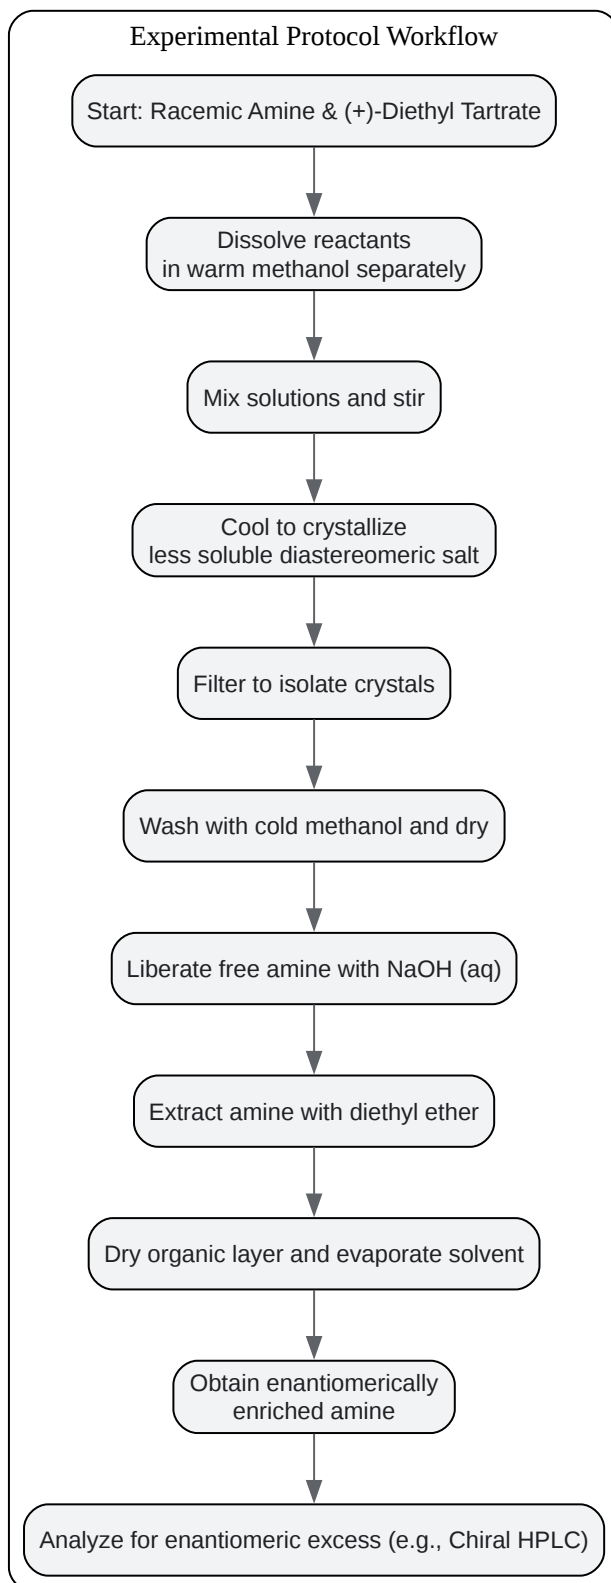 Experimental Protocol Workflow
Start: Racemic Amine & (+)-Diethyl Tartrate
Dissolve reactants
in warm methanol separately
Mix solutions and stir
Cool to crystallize
less soluble diastereomeric salt
Filter to isolate crystals
Wash with cold methanol and dry
Liberate free amine with NaOH (aq)
Extract amine with diethyl ether
Dry organic layer and evaporate solvent
Obtain enantiomerically
enriched amine
Analyze for enantiomeric excess (e.g., Chiral HPLC)